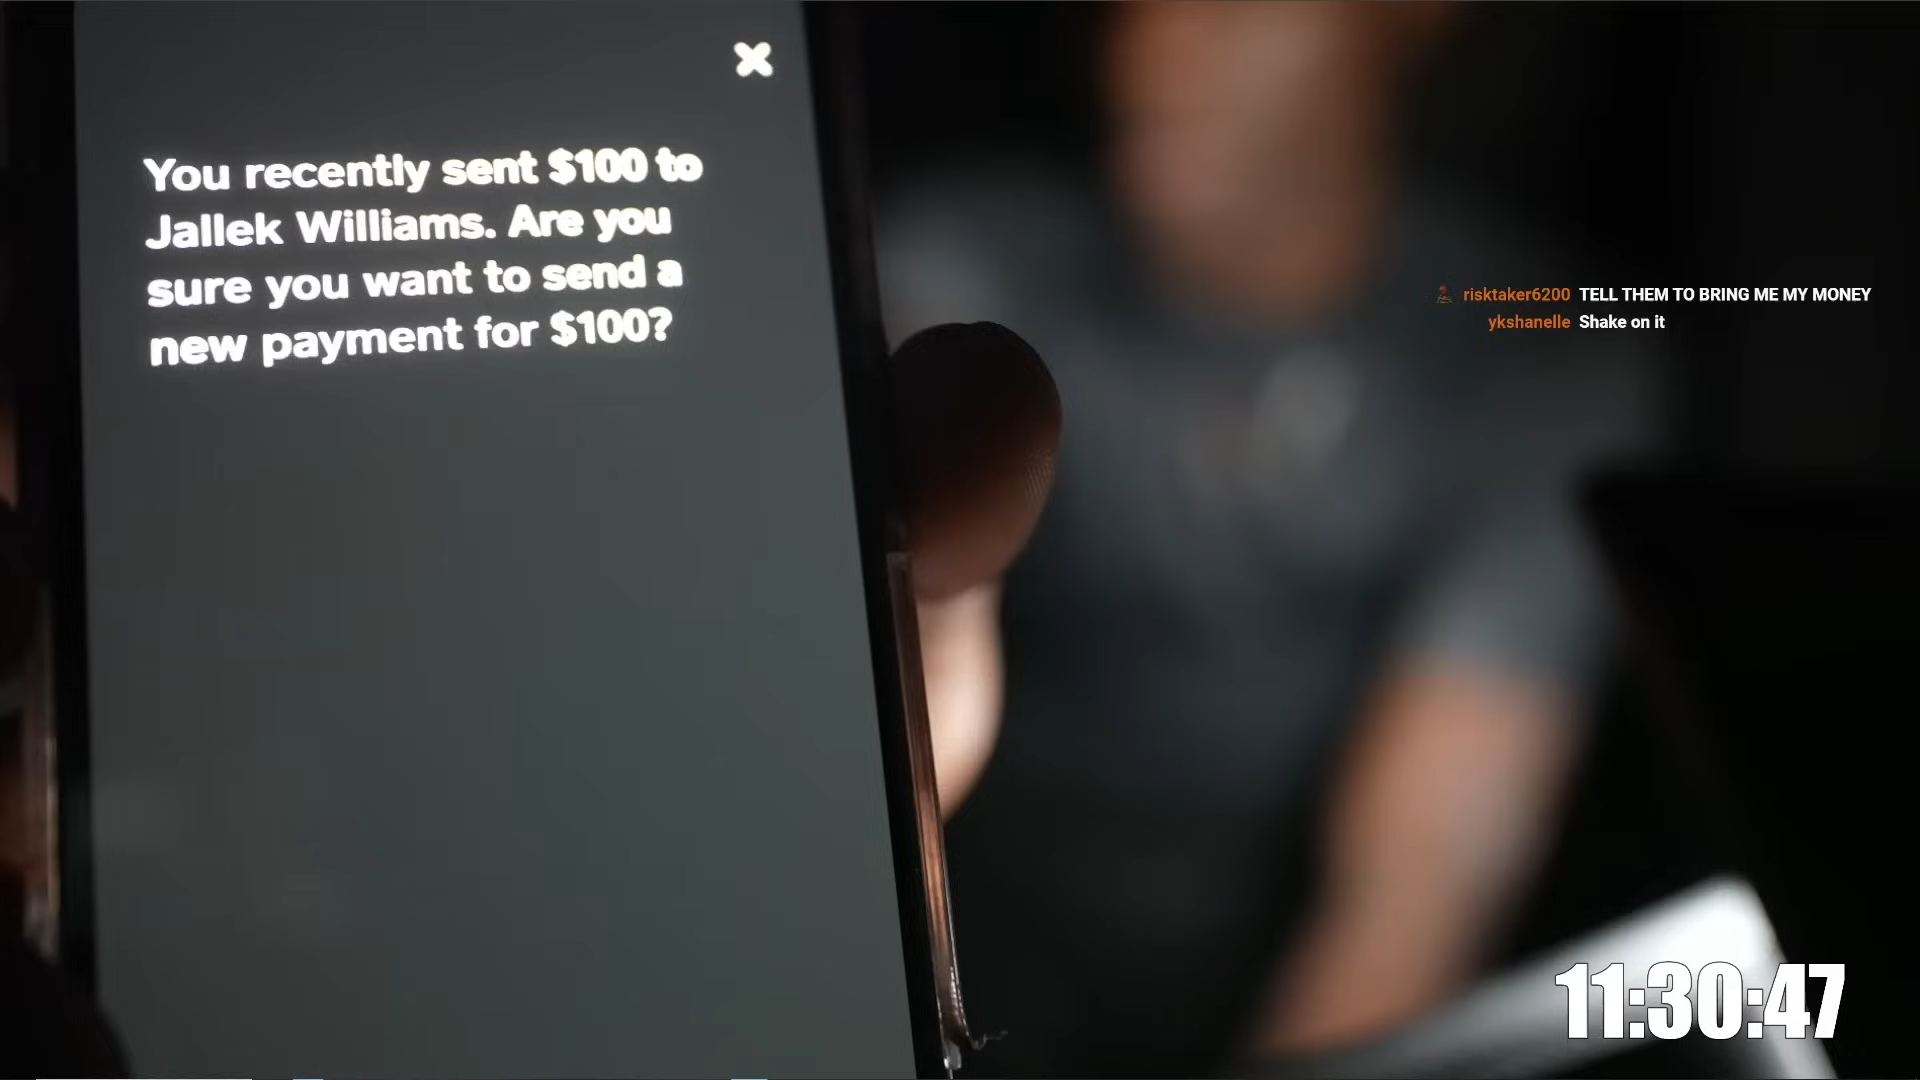 You recently sent $100 to
Jallek Williams. Are you
sure you want to send a
new payment for $100?
risktaker6200 TELL THEM TO BRING ME MY MONEY
ykshanelle Shake on it
11:30:47